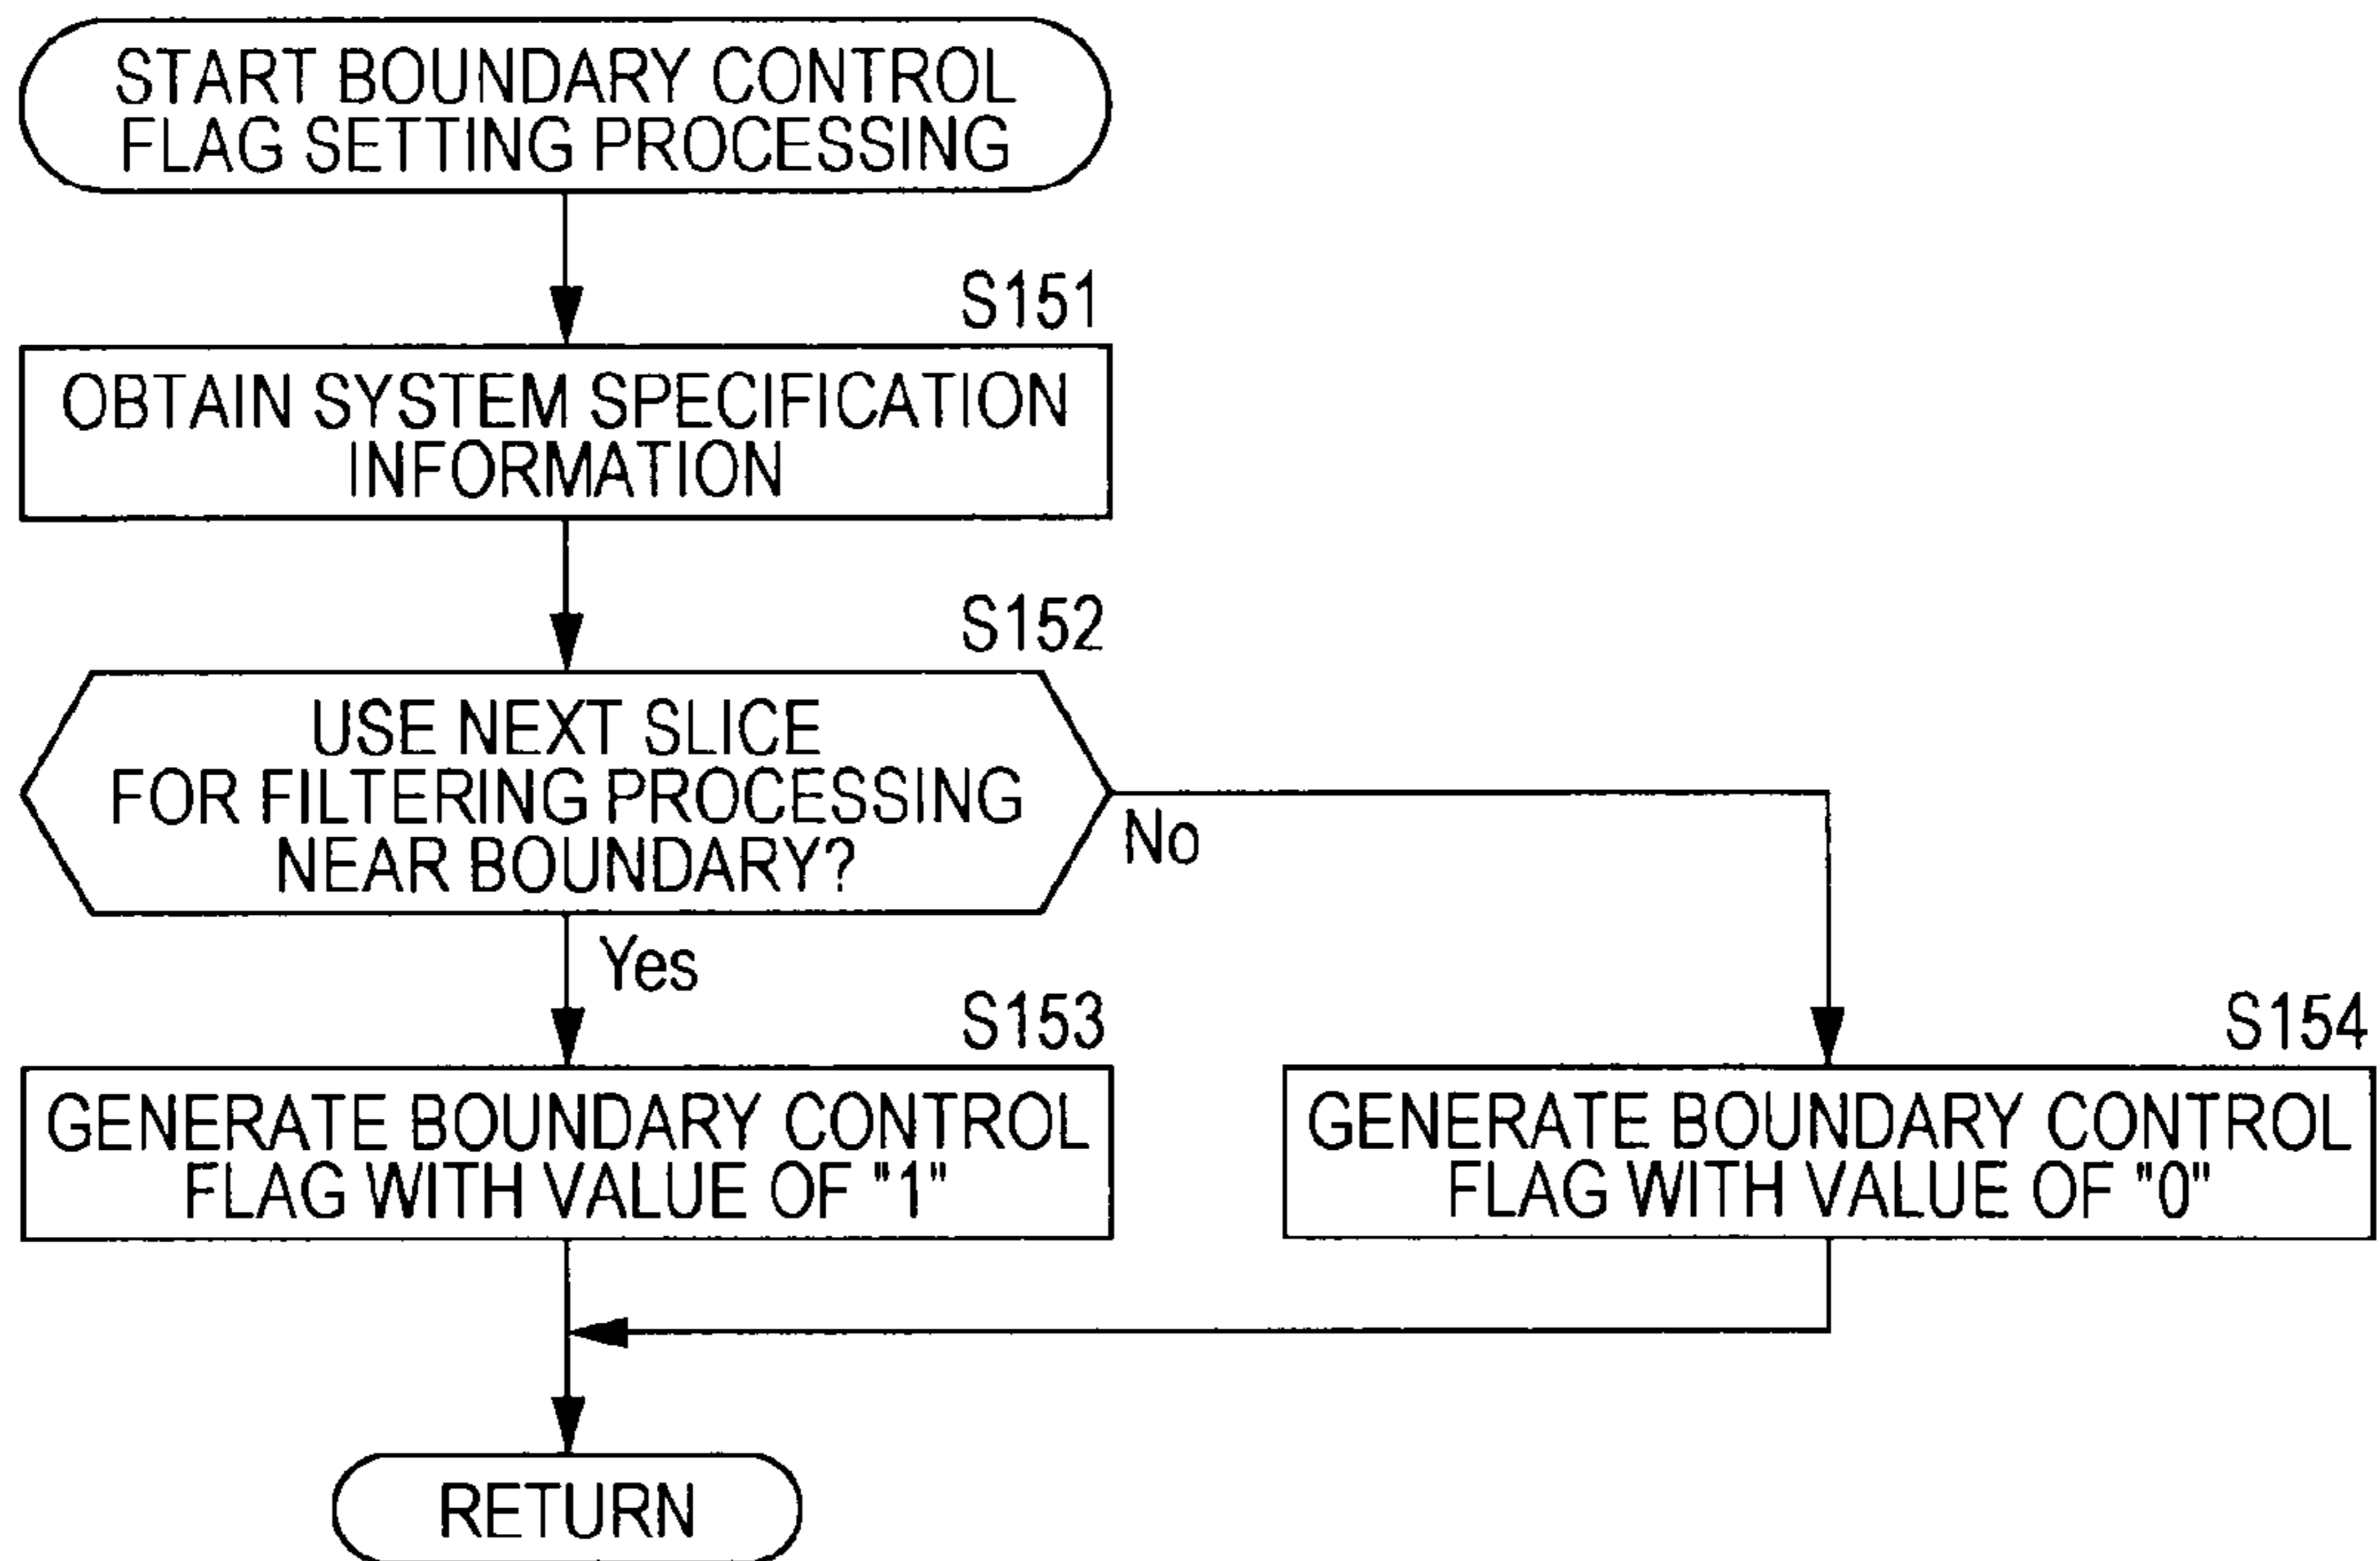 START BOUNDARY CONTROL
FLAG SETTING PROCESSING
S151
OBTAIN SYSTEM SPECIFICATION
INFORMATION
S152
USE NEXT SLICE
FOR FILTERING PROCESSING
NEAR BOUNDARY?
No
Yes
S153
GENERATE BOUNDARY CONTROL
FLAG WITH VALUE OF "1"
S154
GENERATE BOUNDARY CONTROL
FLAG WITH VALUE OF "0"
RETURN